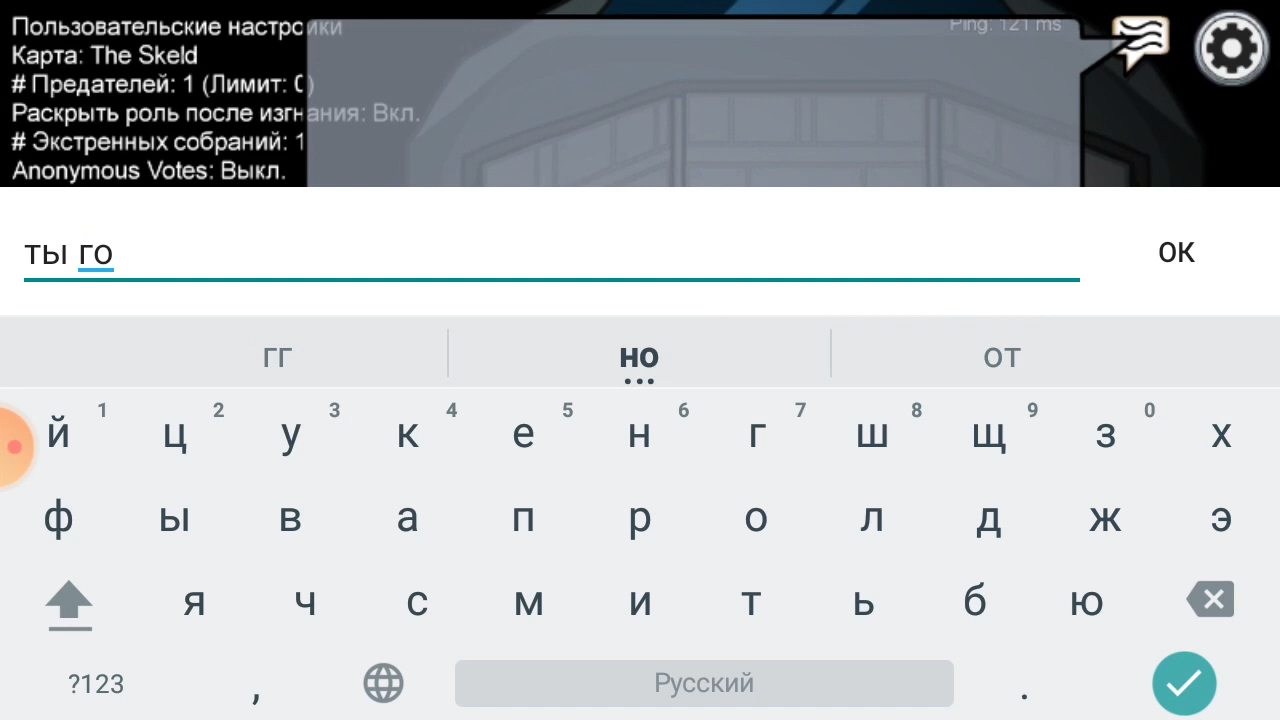 Пользовательские настройки
Ping: 121 ms
Карта: The Skeld
# Предателей: 1 (Лимит: 0)
Раскрыть роль после изгнания: Вкл.
# Экстренных собраний: 1
Anonymous Votes: Выкл.
ты го
ОК
гг но от
й 1 ц 2 у 3 к 4 е 5 н 6 г 7 ш 8 щ 9 з 0 х
ф ы в а п р о л д ж э
я ч с м и т ь б ю
?123 , Русский .